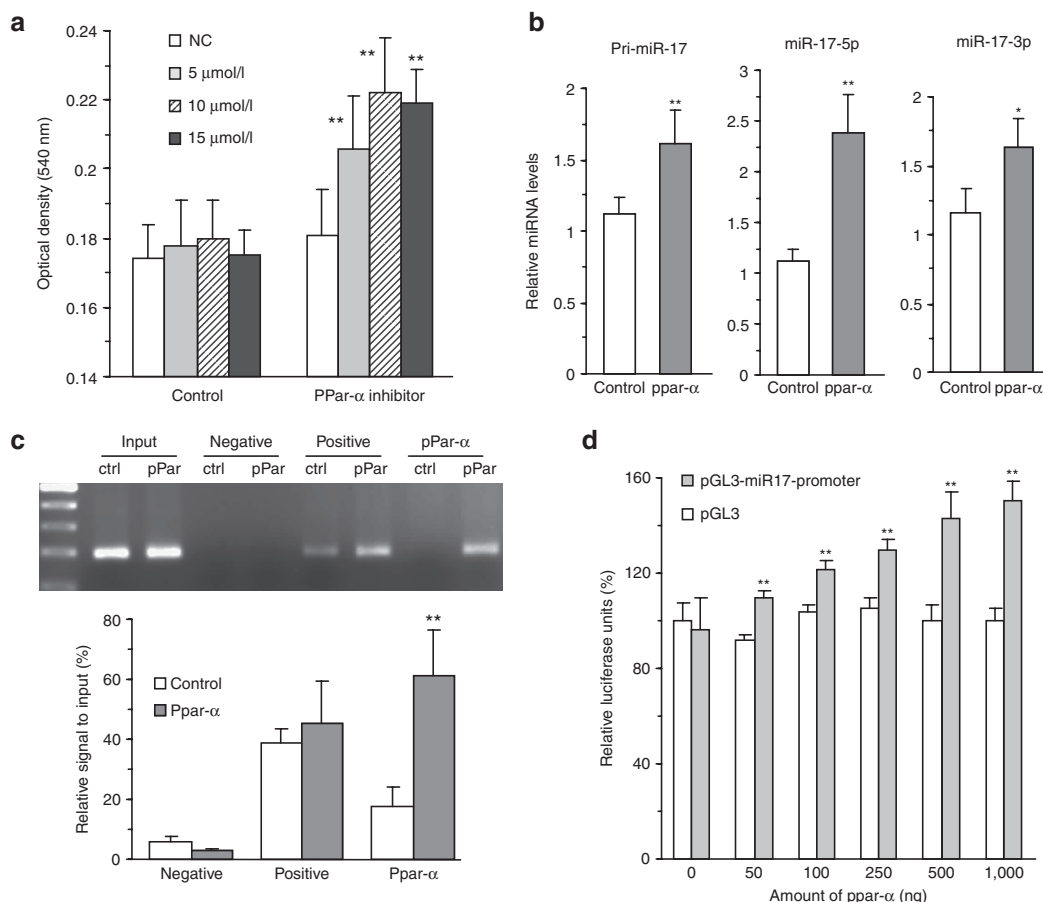 a
Optical density (540 nm)
0.24
0.22
0.2
0.18
0.16
0.14
NC
5 μmol/l
10 μmol/l
15 μmol/l
**
**
**
Control
PPar-α inhibitor
b
Relative miRNA levels
Pri-miR-17
2
1.5
1
0.5
0
**
Control ppar-α
miR-17-5p
3
2.5
2
1.5
1
0.5
0
**
Control ppar-α
miR-17-3p
2
1.5
1
0.5
0
*
Control ppar-α
c
Input Negative Positive pPar-α
ctrl pPar ctrl pPar ctrl pPar ctrl pPar
Relative signal to input (%)
80
60
40
20
0
Control
Ppar-α
**
Negative Positive Ppar-α
d
Relative luciferase units (%)
160
120
80
40
0
pGL3-miR17-promoter
pGL3
**
**
**
**
**
0 50 100 250 500 1,000
Amount of ppar-α (ng)